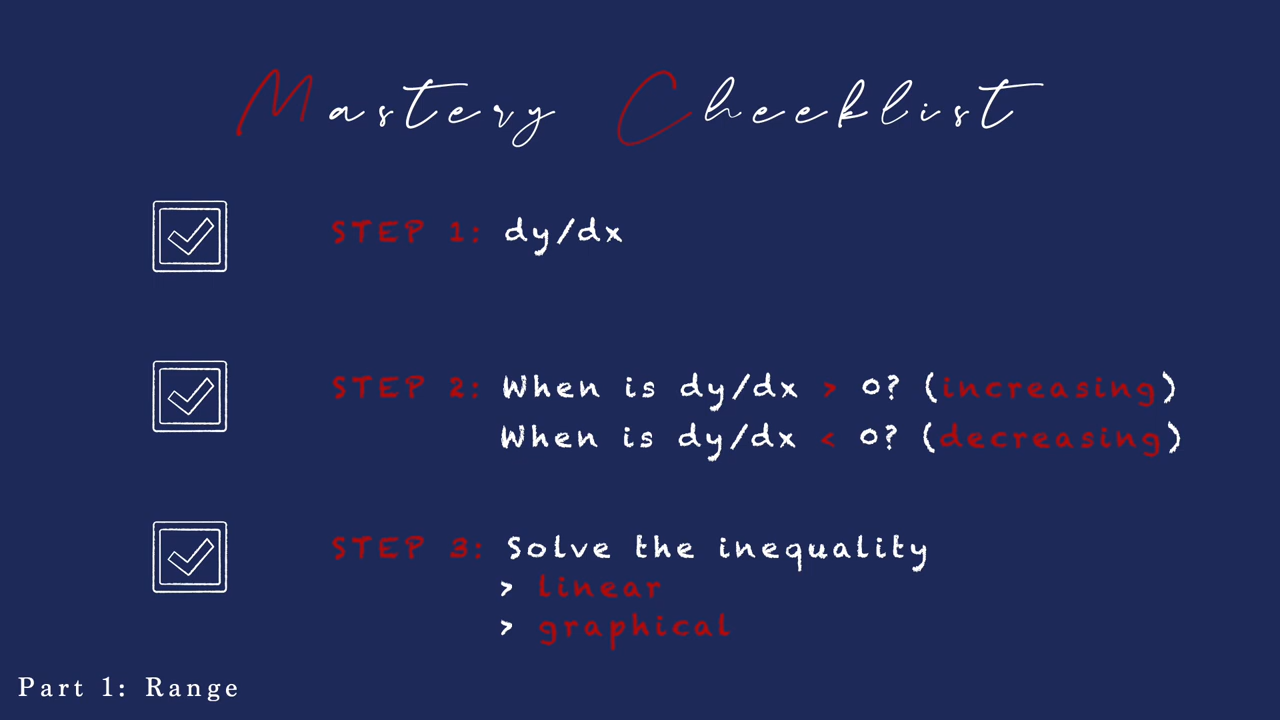 Mastery Checklist
STEP 1: dy/dx
STEP 2: When is dy/dx > 0? (increasing)
When is dy/dx < 0? (decreasing)
STEP 3: Solve the inequality
> linear
> graphical
Part 1: Range